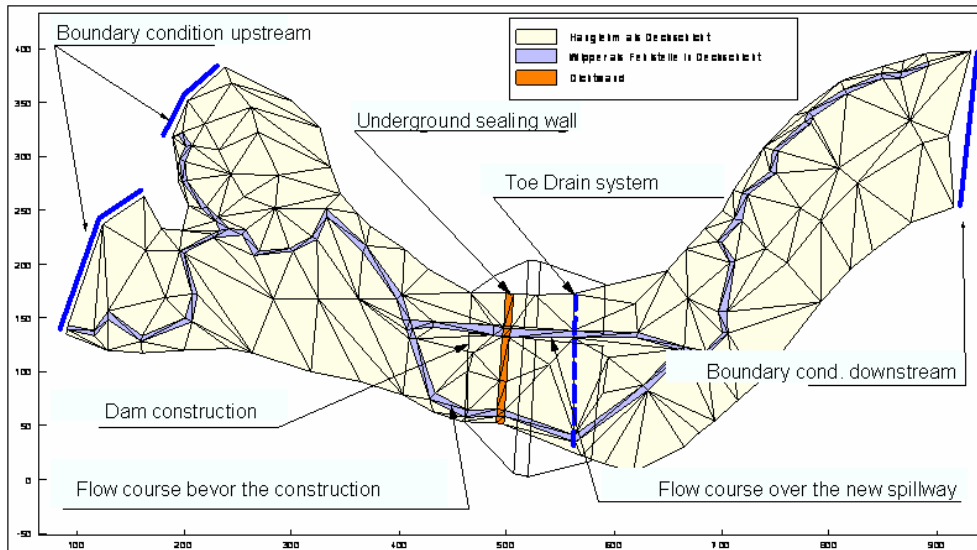 Boundary condition upstream
Hanglehm als Deckschicht
Wipper als Fehlstelle in Deckschicht
Dichtwand
Underground sealing wall
Toe Drain system
Boundary cond. downstream
Dam construction
Flow course bevor the construction
Flow course over the new spillway
400
350
300
250
200
150
100
50
0
-50
100
200
300
400
500
600
700
800
900